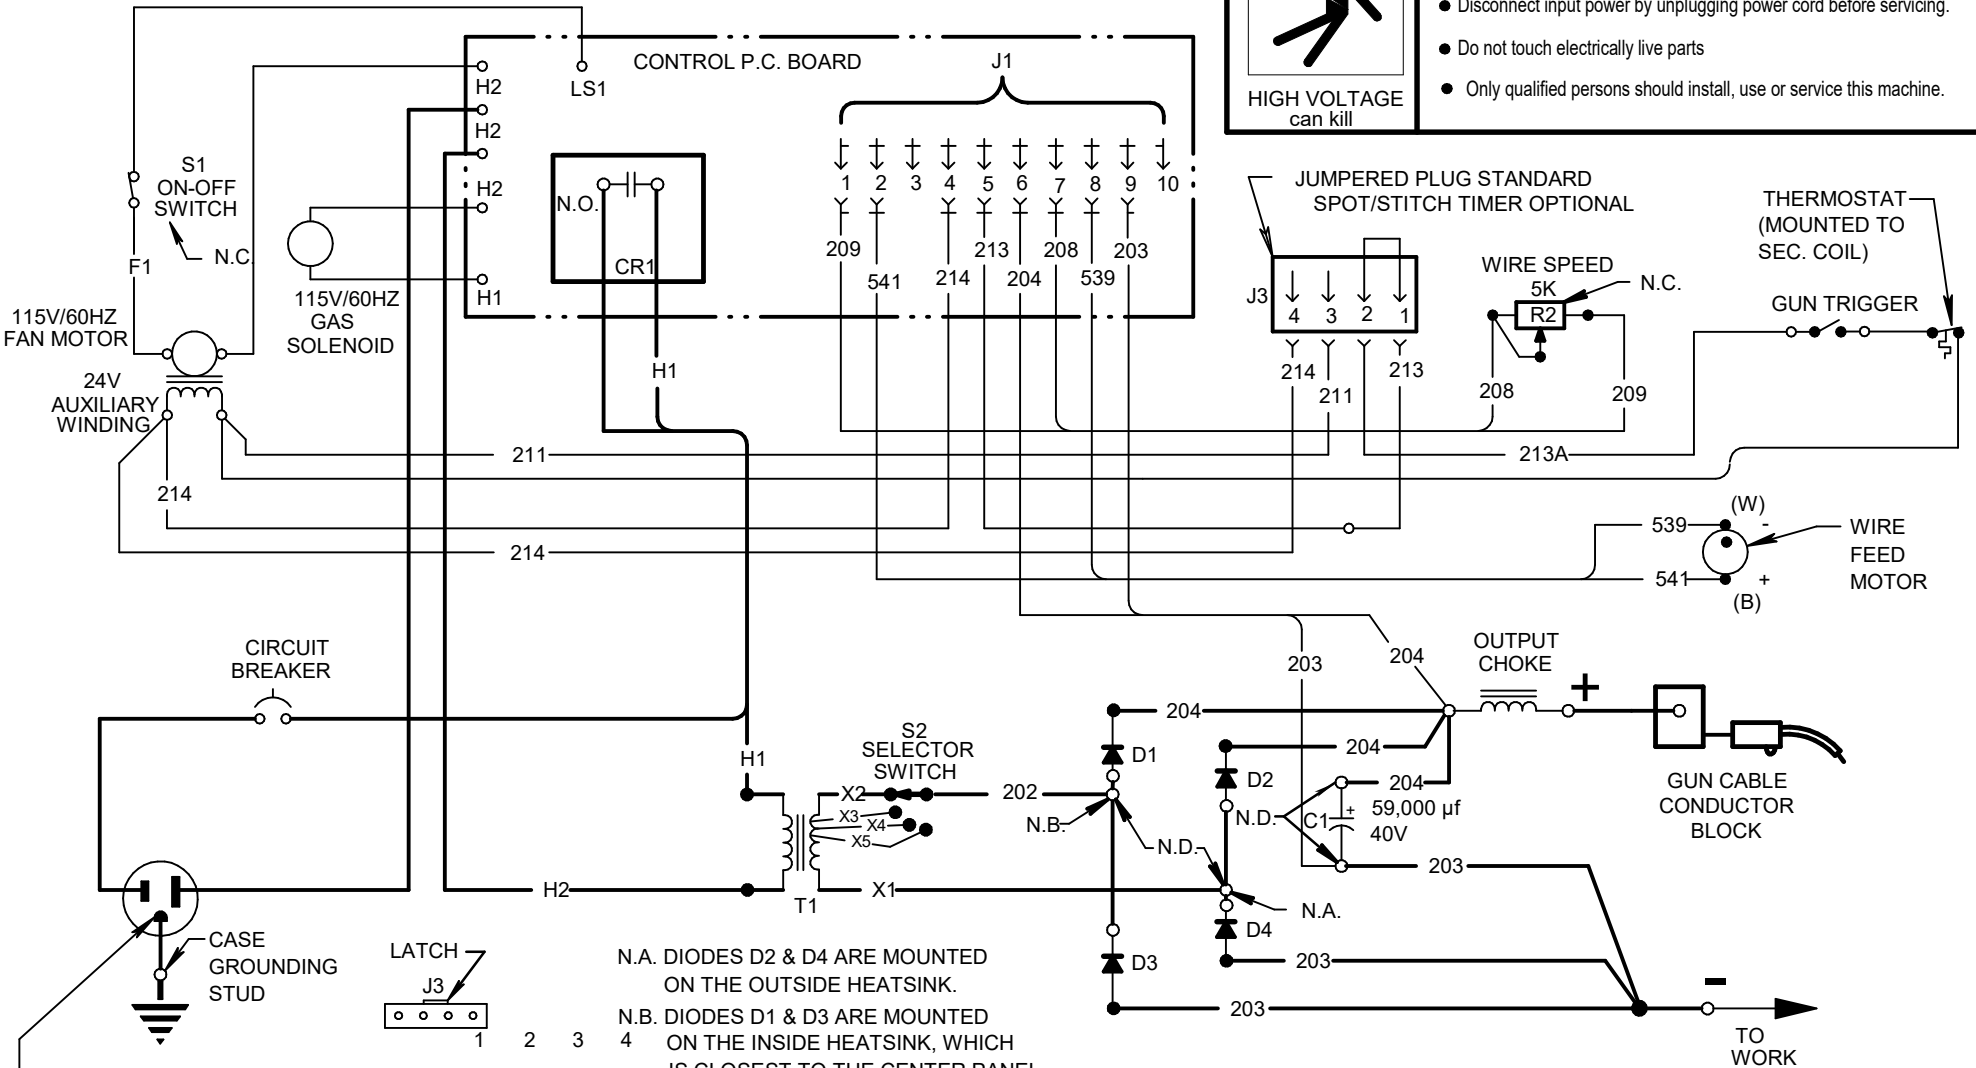 Disconnect input power by unplugging power cord before servicing.
Do not touch electrically live parts
Only qualified persons should install, use or service this machine.
HIGH VOLTAGE
can kill
CONTROL P.C. BOARD
J1
LS1
H2
H2
H2
H1
S1
ON-OFF
SWITCH
N.C.
F1
115V/60HZ
FAN MOTOR
115V/60HZ
GAS
SOLENOID
N.O.
CR1
H1
1 2 3 4 5 6 7 8 9 10
209 541 214 213 204 208 539 203
JUMPERED PLUG STANDARD
SPOT/STITCH TIMER OPTIONAL
J3
4 3 2 1
214 211 213
WIRE SPEED
5K
R2
N.C.
208 209
THERMOSTAT
(MOUNTED TO
SEC. COIL)
GUN TRIGGER
24V
AUXILIARY
WINDING
211
213A
214
214
(W)
539 -
541 +
(B)
WIRE
FEED
MOTOR
CIRCUIT
BREAKER
203
204
OUTPUT
CHOKE
+
H1
S2
SELECTOR
SWITCH
X2
X3
X4
X5
202
204
D1
204
D2
204
N.B.
N.D.
N.D.
C1
+
59,000 µf
40V
GUN CABLE
CONDUCTOR
BLOCK
203
H2
T1
X1
N.A.
D4
203
D3
203
-
TO
WORK
CASE
GROUNDING
STUD
LATCH
J3
1 2 3 4
N.A. DIODES D2 & D4 ARE MOUNTED
ON THE OUTSIDE HEATSINK.
N.B. DIODES D1 & D3 ARE MOUNTED
ON THE INSIDE HEATSINK, WHICH
IS CLOSEST TO THE CENTER PANEL